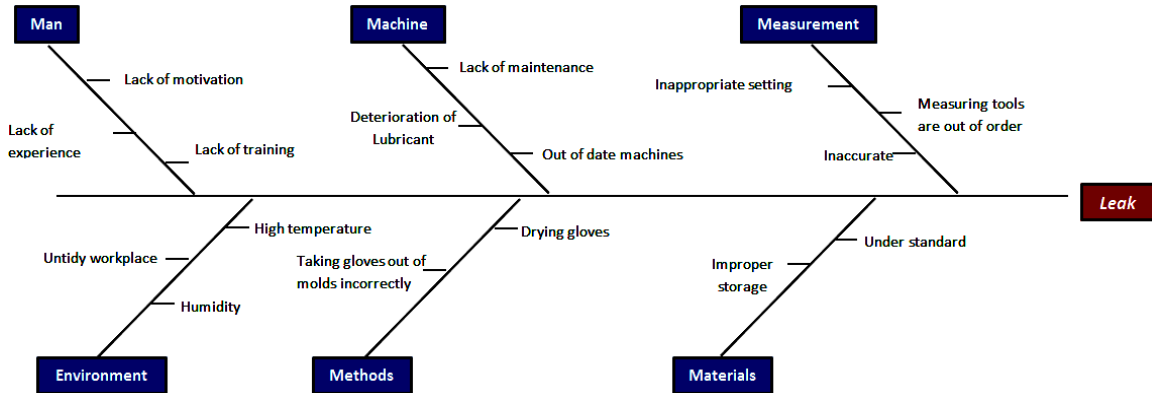 Man
Machine
Measurement
Lack of motivation
Lack of
experience
Lack of training
Lack of maintenance
Deterioration of
Lubricant
Out of date machines
Inappropriate setting
Measuring tools
are out of order
Inaccurate
Leak
High temperature
Untidy workplace
Humidity
Drying gloves
Taking gloves out of
molds incorrectly
Under standard
Improper
storage
Environment
Methods
Materials